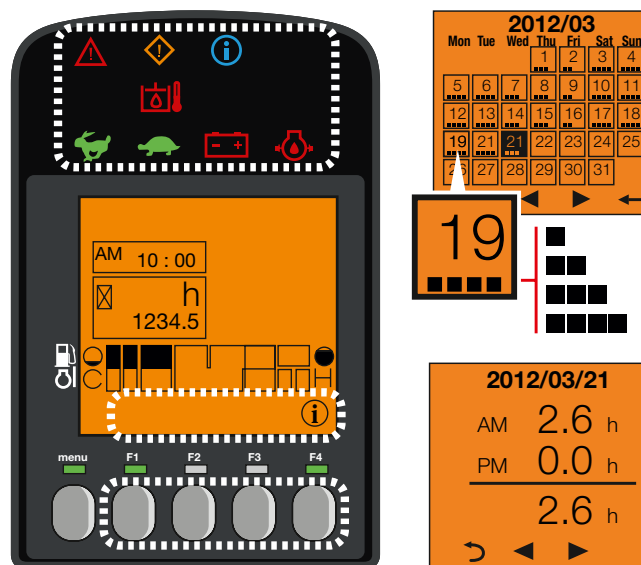 AM 10 : 00
h
1234.5
C H
i
menu F1 F2 F3 F4
2012/03
Mon Tue Wed Thu Fri Sat Sun
1 2 3 4
5 6 7 8 9 10 11
12 13 14 15 16 17 18
19 21 21 22 23 24 25
26 27 28 29 30 31
19
2012/03/21
AM 2.6 h
PM 0.0 h
2.6 h